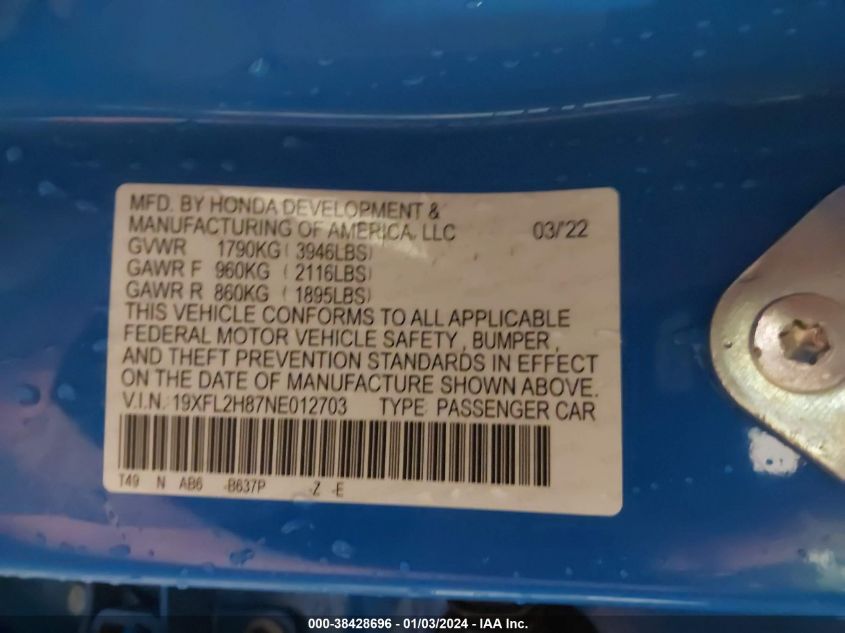 MFD. BY HONDA DEVELOPMENT &
MANUFACTURING OF AMERICA, LLC 03/'22
GVWR 1790KG ( 3946LBS)
GAWR F 960KG ( 2116LBS)
GAWR R 860KG ( 1895LBS)
THIS VEHICLE CONFORMS TO ALL APPLICABLE
FEDERAL MOTOR VEHICLE SAFETY , BUMPER ,
AND THEFT PREVENTION STANDARDS IN EFFECT
ON THE DATE OF MANUFACTURE SHOWN ABOVE.
V.I.N. 19XFL2H87NE012703 TYPE: PASSENGER CAR
T49 N AB6 -B637P -Z -E
000-38428696 - 01/03/2024 - IAA Inc.